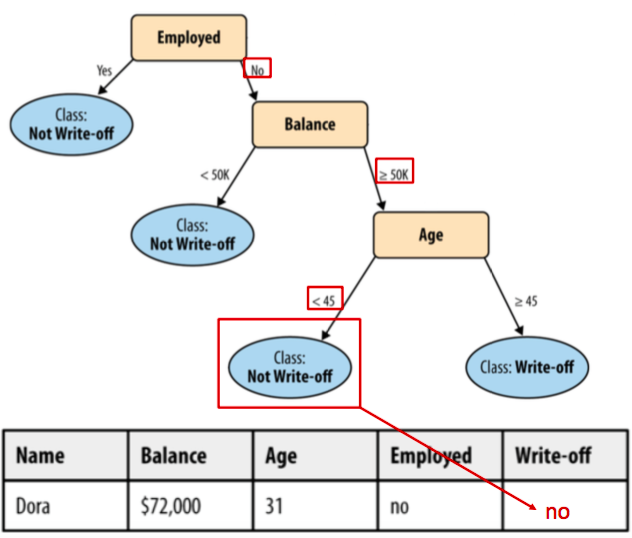 Employed
Yes
No
Class:
Not Write-off
Balance
< 50K
≥ 50K
Class:
Not Write-off
Age
< 45
≥ 45
Class:
Not Write-off
Class: Write-off
Name Balance Age Employed Write-off
Dora $72,000 31 no no